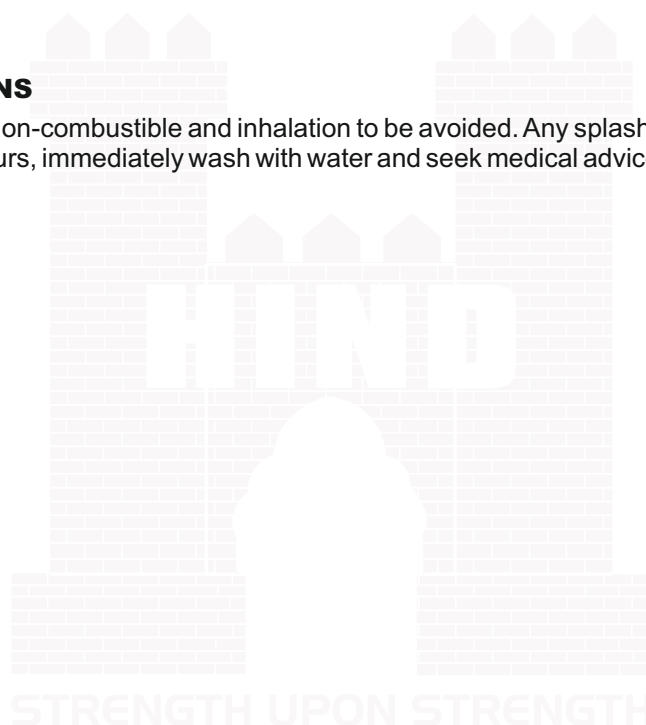 NS
on-combustible and inhalation to be avoided. Any splash
urs, immediately wash with water and seek medical advic
HIND
STRENGTH UPON STRENGTH